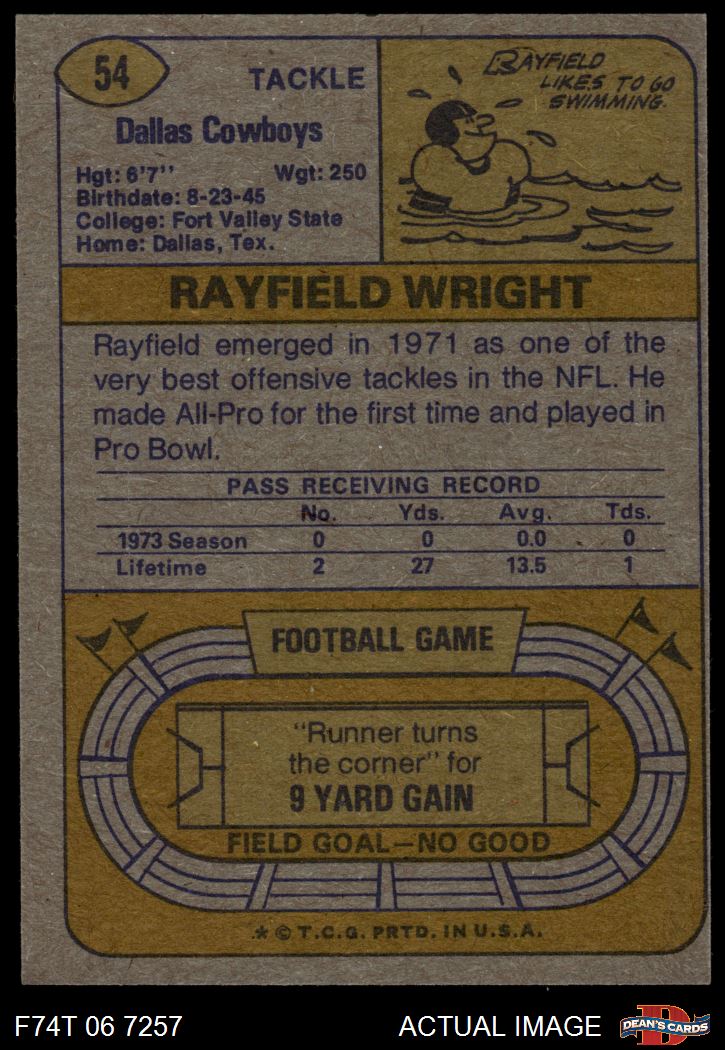 54
TACKLE
Dallas Cowboys
Hgt: 6'7" Wgt: 250
Birthdate: 8-23-45
College: Fort Valley State
Home: Dallas, Tex.
RAYFIELD
LIKES TO GO
SWIMMING.
RAYFIELD WRIGHT
Rayfield emerged in 1971 as one of the
very best offensive tackles in the NFL. He
made All-Pro for the first time and played in
Pro Bowl.
PASS RECEIVING RECORD
No. Yds. Avg. Tds.
1973 Season 0 0 0.0 0
Lifetime 2 27 13.5 1
FOOTBALL GAME
"Runner turns
the corner" for
9 YARD GAIN
FIELD GOAL—NO GOOD
* © T.C.G. PRTD. IN U.S.A.
F74T 06 7257 ACTUAL IMAGE
D
DEAN'S CARDS